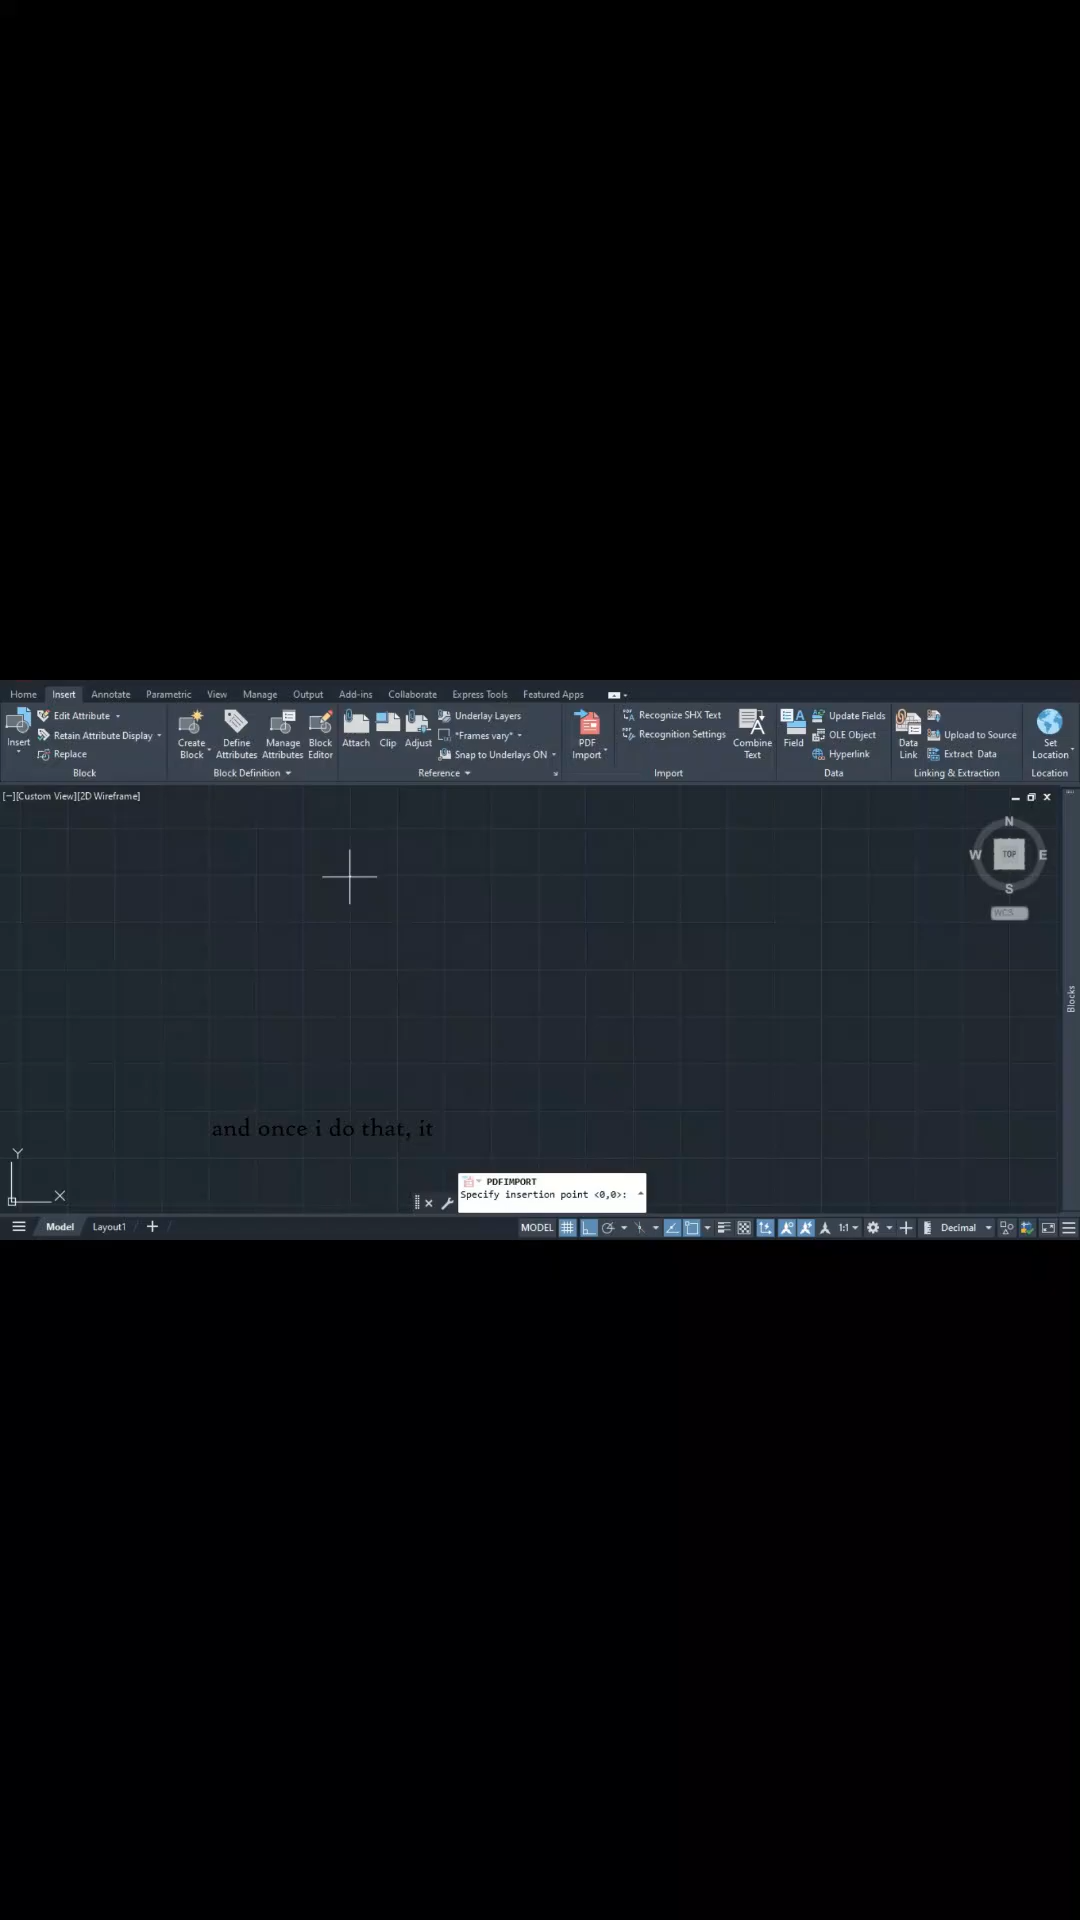 Home Insert Annotate Parametric View Manage Output Add-ins Collaborate Express Tools Featured Apps
Insert
Edit Attribute
Retain Attribute Display
Replace
Block
Create Block
Define Attributes
Manage Attributes
Block Editor
Block Definition
Attach
Clip
Adjust
Underlay Layers
*Frames vary*
Snap to Underlays ON
Reference
PDF Import
Recognize SHX Text
Recognition Settings
Combine Text
Import
Field
Update Fields
OLE Object
Hyperlink
Data
Data Link
Upload to Source
Extract Data
Linking & Extraction
Set Location
Location
[−][Custom View][2D Wireframe]
N
W TOP E
S
WCS
Blocks
and once i do that, it
Y
X
PDFIMPORT
Specify insertion point <0,0>:
Model Layout1
MODEL 1:1 Decimal